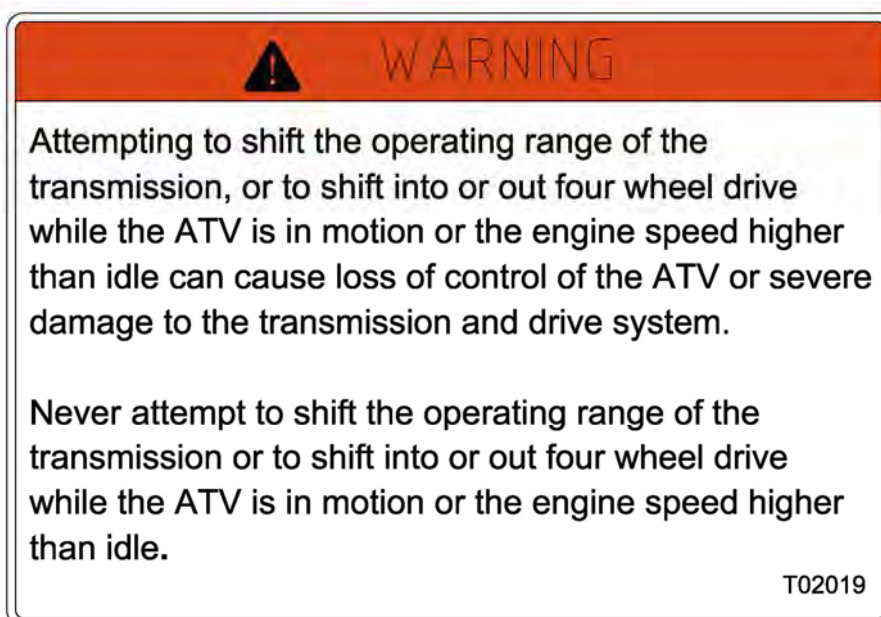 WARNING
Attempting to shift the operating range of the
transmission, or to shift into or out four wheel drive
while the ATV is in motion or the engine speed higher
than idle can cause loss of control of the ATV or severe
damage to the transmission and drive system.
Never attempt to shift the operating range of the
transmission or to shift into or out four wheel drive
while the ATV is in motion or the engine speed higher
than idle.
T02019